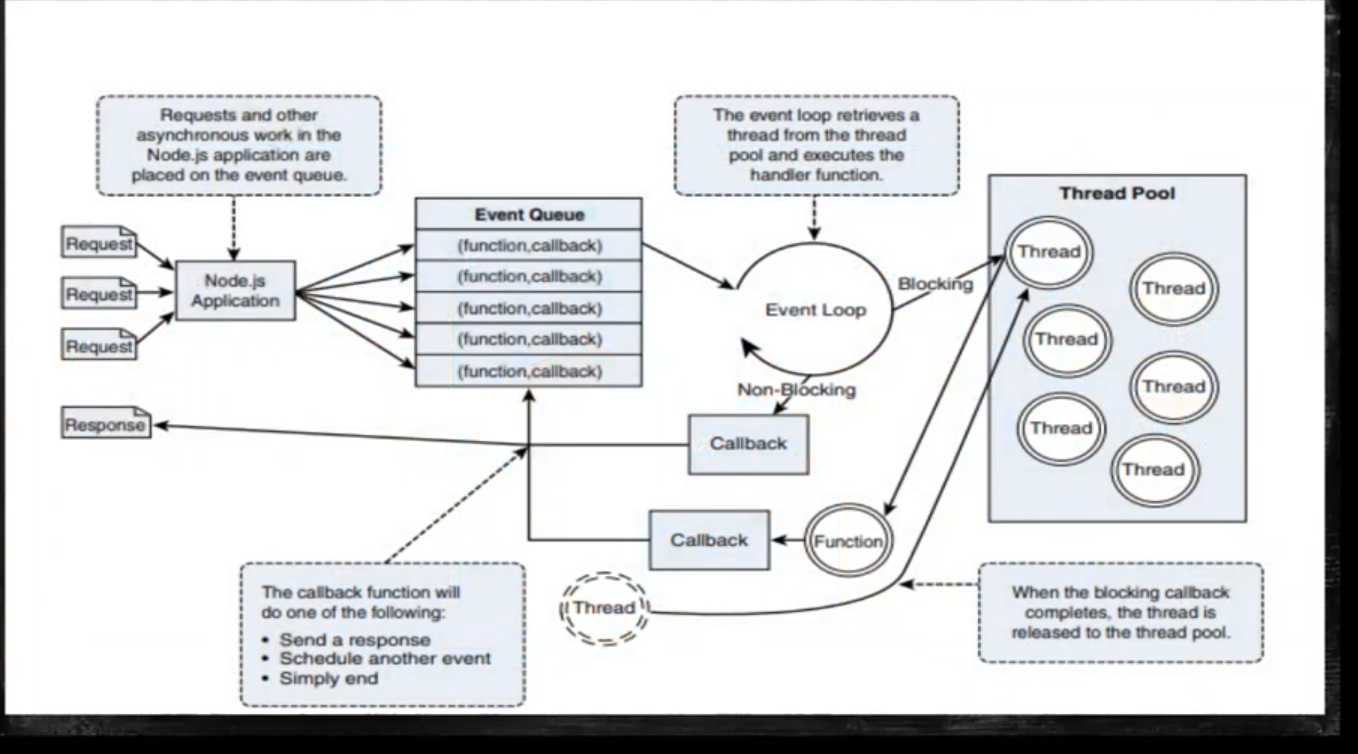 Requests and other
asynchronous work in the
Node.js application are
placed on the event queue.
The event loop retrieves a
thread from the thread
pool and executes the
handler function.
Thread Pool
Event Queue
(function,callback)
(function,callback)
(function,callback)
(function,callback)
(function,callback)
Request
Request
Request
Node.js
Application
Event Loop
Blocking
Non-Blocking
Thread
Thread
Thread
Thread
Thread
Thread
Response
Callback
Callback
Function
Thread
The callback function will
do one of the following:
• Send a response
• Schedule another event
• Simply end
When the blocking callback
completes, the thread is
released to the thread pool.